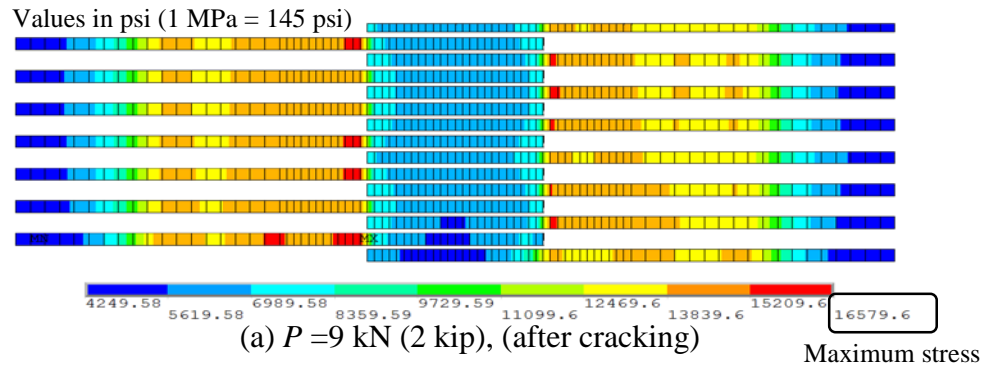 Values in psi (1 MPa = 145 psi)
MN
MX
4249.58 6989.58 9729.59 12469.6 15209.6
5619.58 8359.59 11099.6 13839.6 16579.6
(a) P =9 kN (2 kip), (after cracking)
Maximum stress